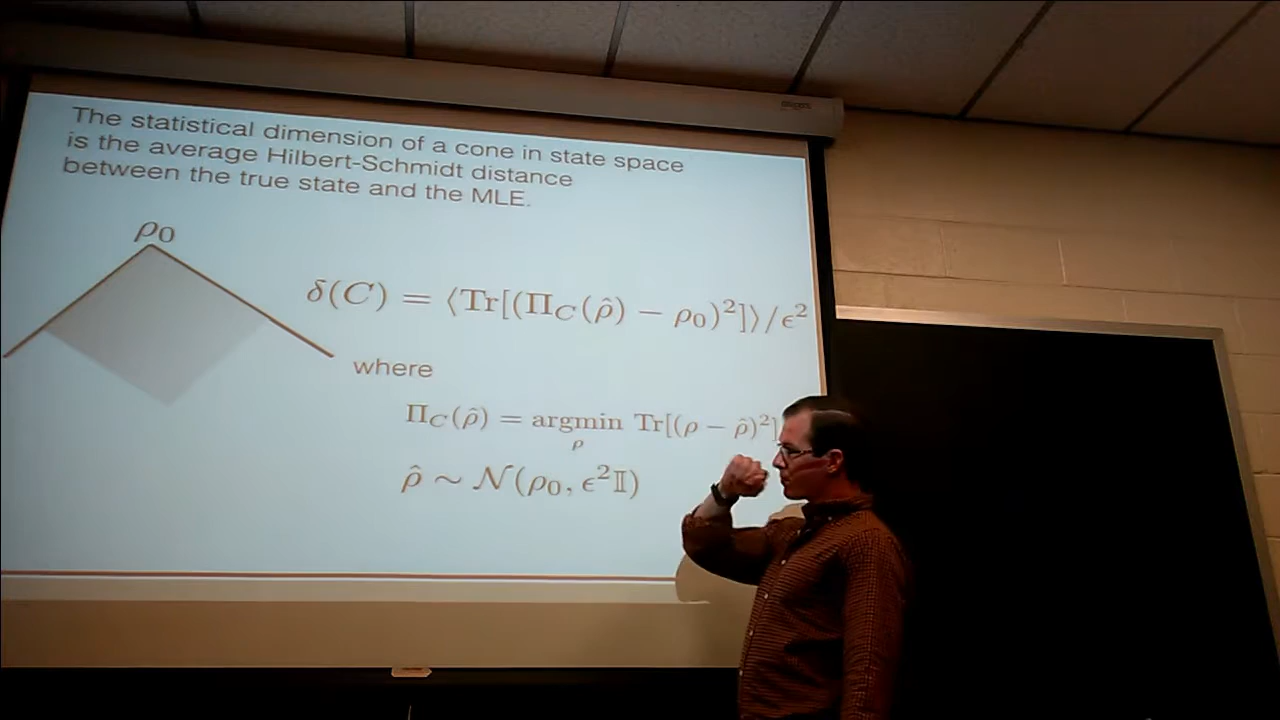 The statistical dimension of a cone in state space
is the average Hilbert-Schmidt distance
between the true state and the MLE.
ρ₀
δ(C) = ⟨Tr[(Π_C(ρ̂) − ρ₀)²]⟩/ϵ²
where
Π_C(ρ̂) = argmin Tr[(ρ − ρ̂)²]
ρ
ρ̂ ∼ 𝒩(ρ₀, ϵ²𝕀)